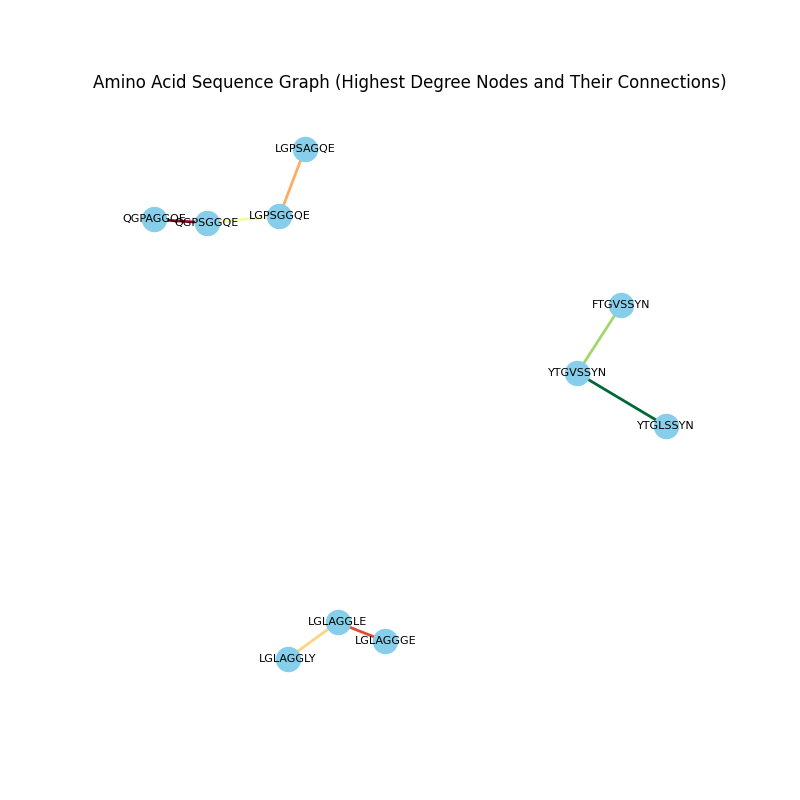 Amino Acid Sequence Graph (Highest Degree Nodes and Their Connections)
LGPSAGQE
QGPAGGQE
QGPSGGQE
LGPSGGQE
FTGVSSYN
YTGVSSYN
YTGLSSYN
LGLAGGLE
LGLAGGGE
LGLAGGLY